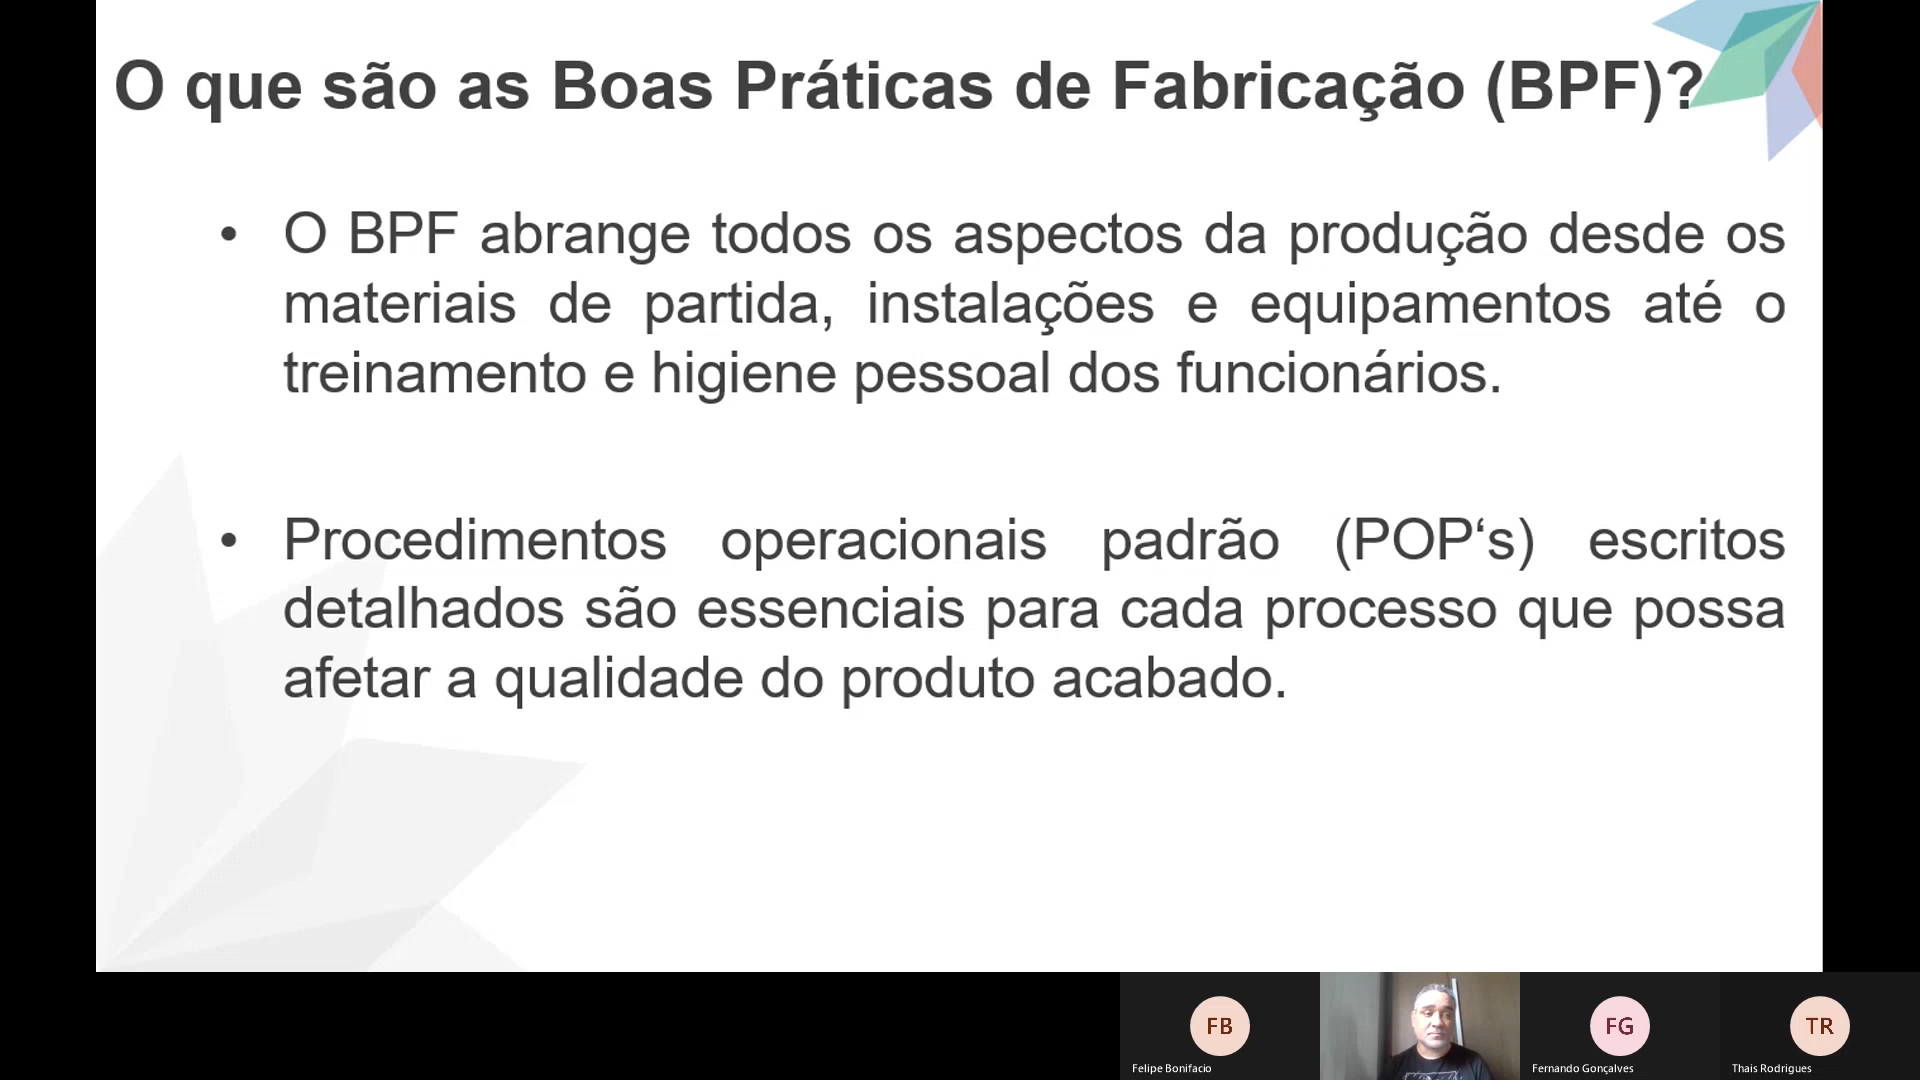 O que são as Boas Práticas de Fabricação (BPF)?
• O BPF abrange todos os aspectos da produção desde os
materiais de partida, instalações e equipamentos até o
treinamento e higiene pessoal dos funcionários.
• Procedimentos operacionais padrão (POP‘s) escritos
detalhados são essenciais para cada processo que possa
afetar a qualidade do produto acabado.
FB
Felipe Bonifacio
FG
Fernando Gonçalves
TR
Thais Rodrigues